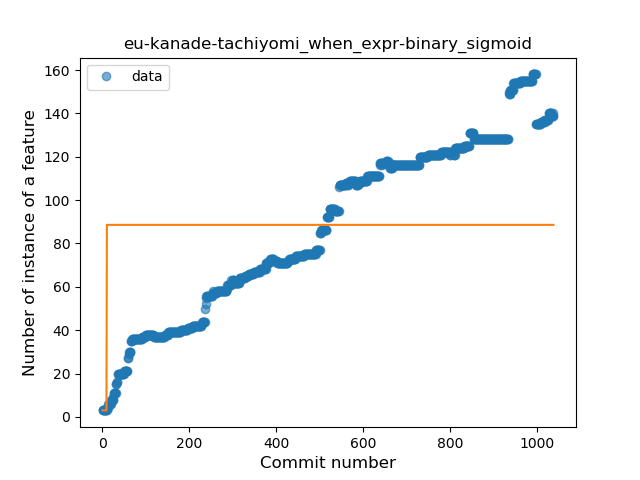 eu-kanade-tachiyomi_when_expr-binary_sigmoid
data
Number of instance of a feature
160
140
120
100
80
60
40
20
0
0 200 400 600 800 1000
Commit number